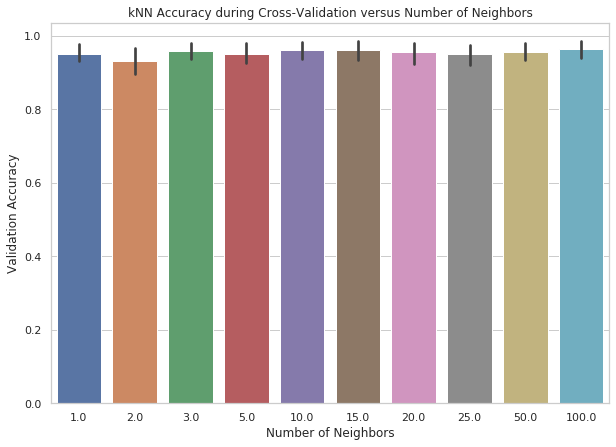 kNN Accuracy during Cross-Validation versus Number of Neighbors
Validation Accuracy
1.0
0.8
0.6
0.4
0.2
0.0
1.0 2.0 3.0 5.0 10.0 15.0 20.0 25.0 50.0 100.0
Number of Neighbors